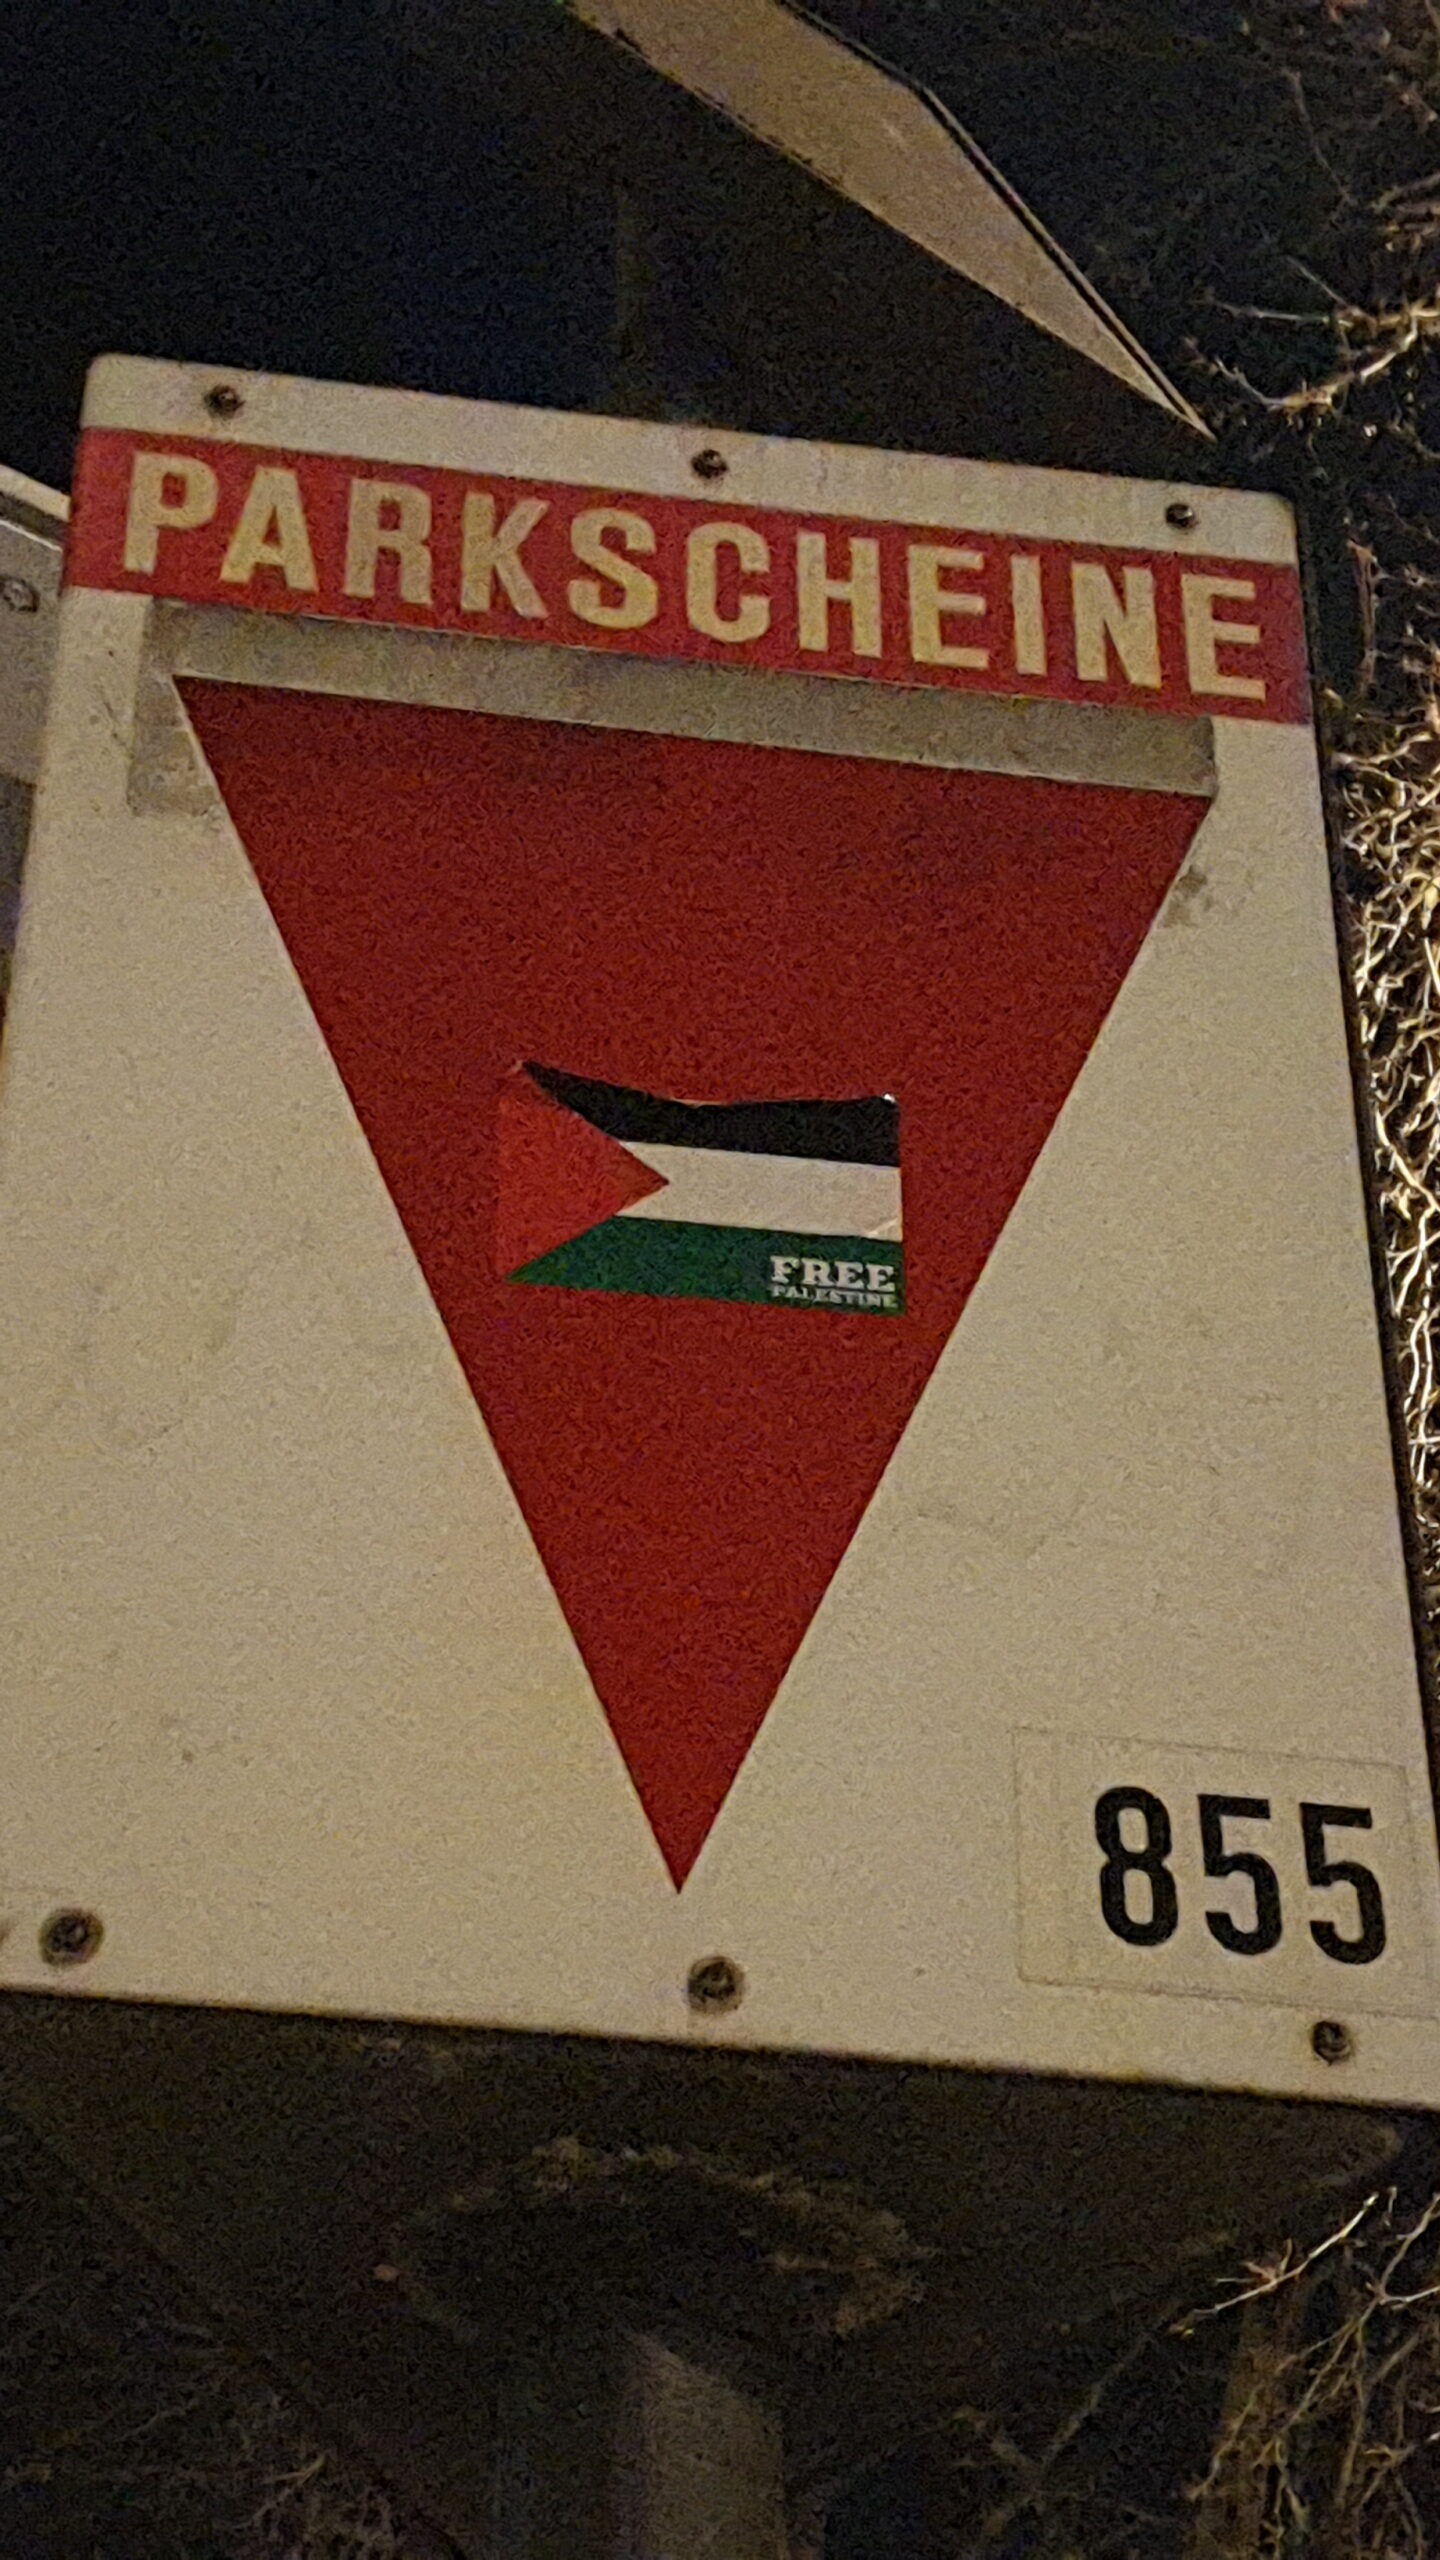 PARKSCHEINE
FREE
PALESTINE
855